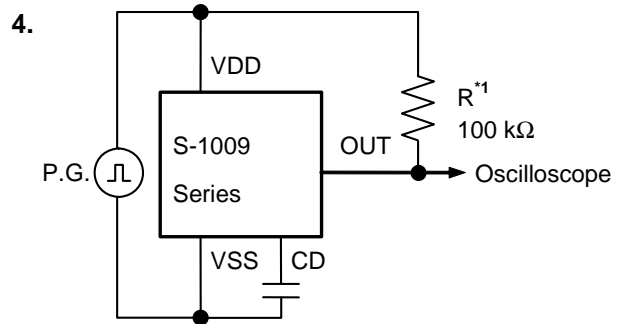 4.
VDD
R*1
100 kΩ
S-1009
Series
OUT
P.G.
Oscilloscope
VSS
CD